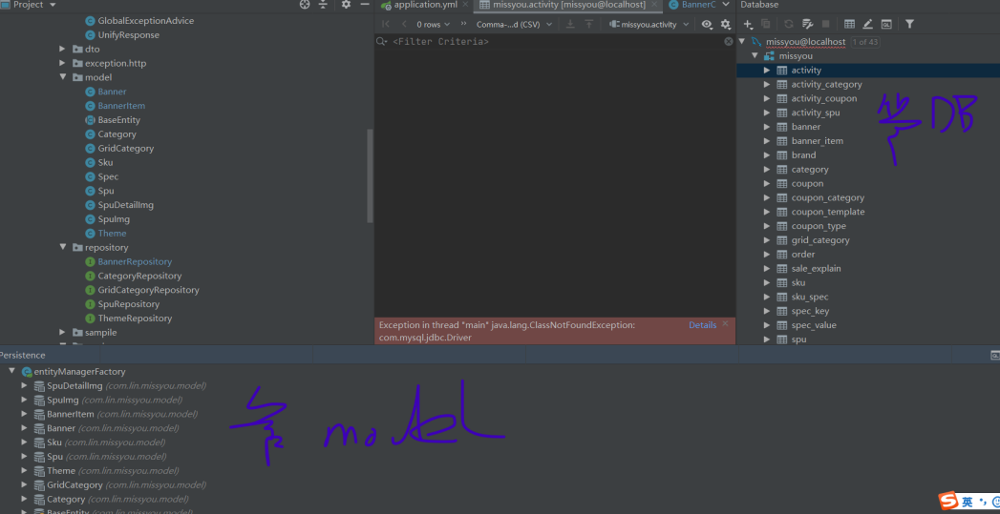 Project
GlobalExceptionAdvice
UnifyResponse
dto
exception.http
model
Banner
BannerItem
BaseEntity
Category
GridCategory
Sku
Spec
Spu
SpuDetailImg
SpuImg
Theme
repository
BannerRepository
CategoryRepository
GridCategoryRepository
SpuRepository
ThemeRepository
sampile
application.yml
missyou.activity [missyou@localhost]
BannerC
0 rows
Comma-...d (CSV)
missyou.activity
<Filter Criteria>
Exception in thread "main" java.lang.ClassNotFoundException:
com.mysql.jdbc.Driver
Details
Database
missyou@localhost 1 of 43
missyou
activity
activity_category
activity_coupon
activity_spu
banner
banner_item
brand
category
coupon
coupon_category
coupon_template
coupon_type
grid_category
order
sale_explain
sku
sku_spec
spec_key
spec_value
spu
管DB
Persistence
entityManagerFactory
SpuDetailImg (com.lin.missyou.model)
SpuImg (com.lin.missyou.model)
BannerItem (com.lin.missyou.model)
Banner (com.lin.missyou.model)
Sku (com.lin.missyou.model)
Spu (com.lin.missyou.model)
Theme (com.lin.missyou.model)
GridCategory (com.lin.missyou.model)
Category (com.lin.missyou.model)
BaseEntity (com.lin.missyou.model)
管 model
英